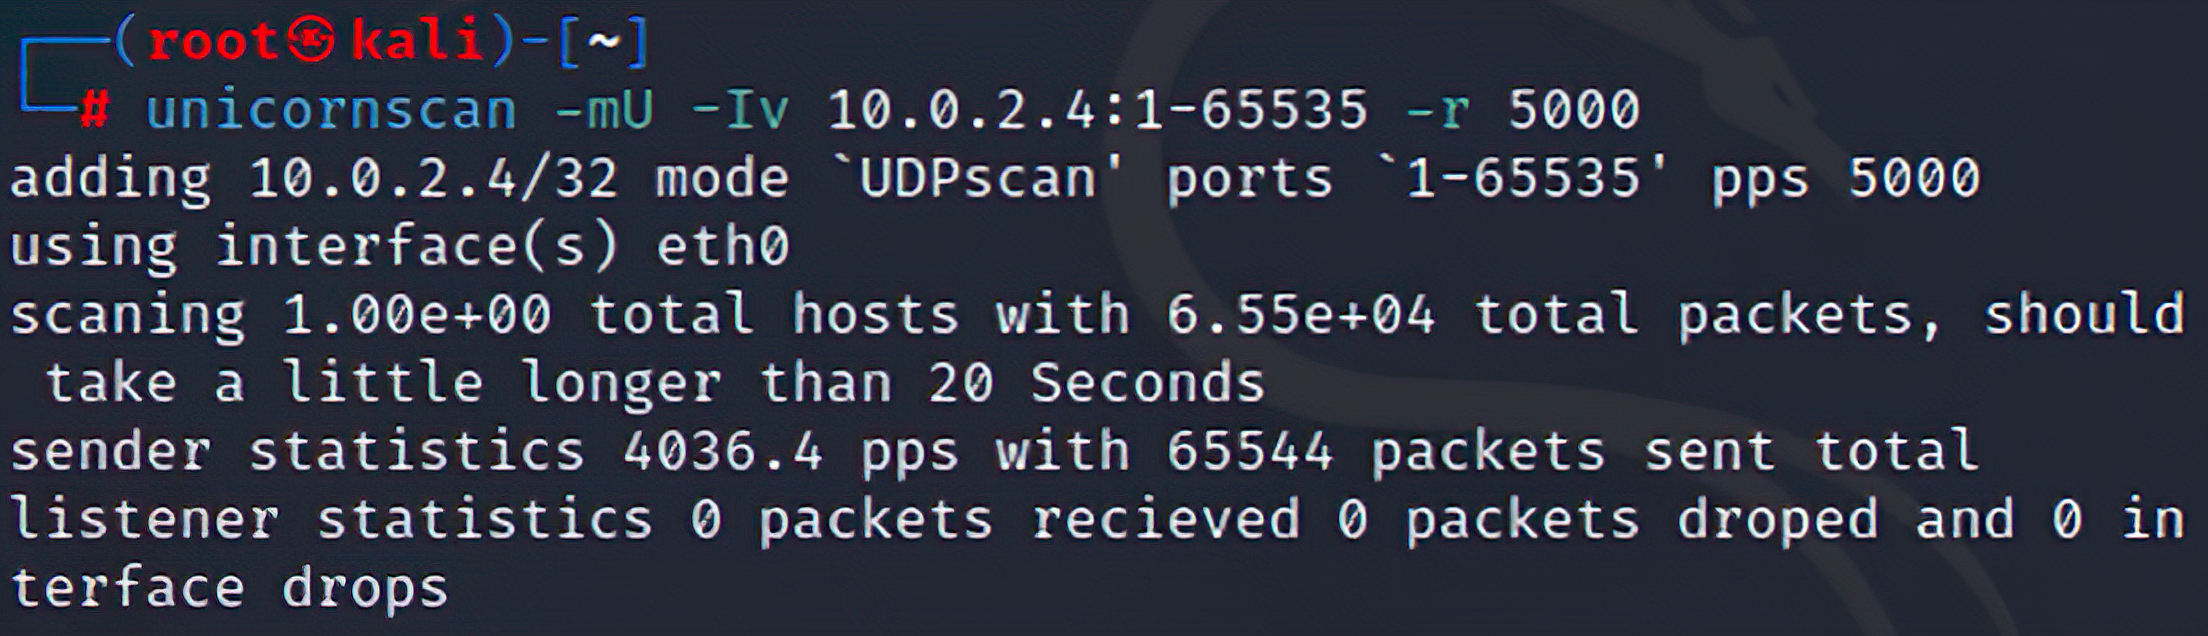 ┌──(root㉿kali)-[~]
└─# unicornscan -mU -Iv 10.0.2.4:1-65535 -r 5000
adding 10.0.2.4/32 mode `UDPscan' ports `1-65535' pps 5000
using interface(s) eth0
scaning 1.00e+00 total hosts with 6.55e+04 total packets, should
 take a little longer than 20 Seconds
sender statistics 4036.4 pps with 65544 packets sent total
listener statistics 0 packets recieved 0 packets droped and 0 in
terface drops